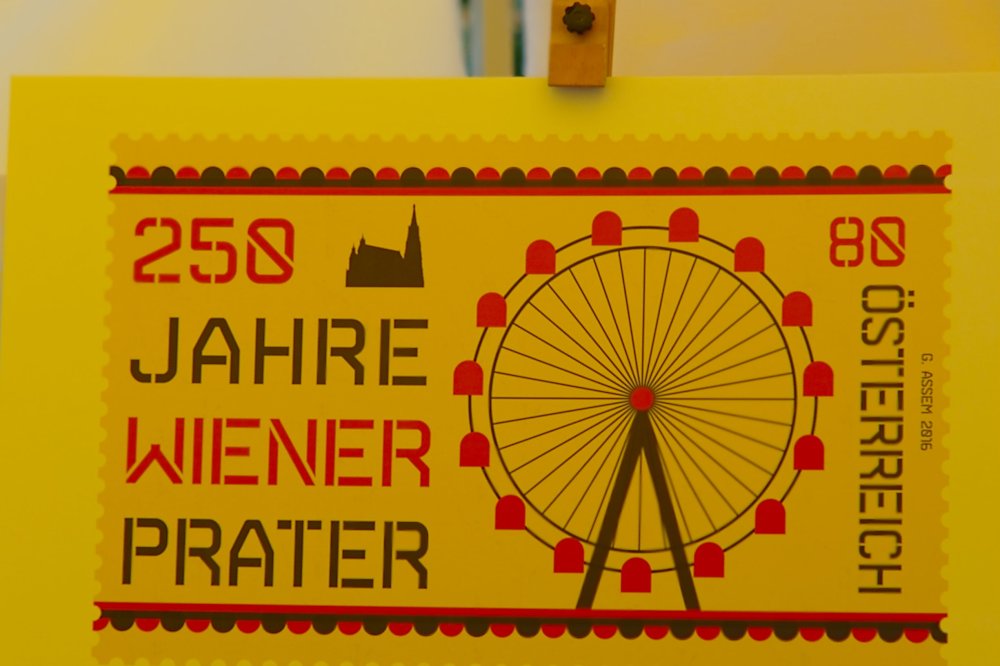 250
JAHRE
WIENER
PRATER
80
ÖSTERREICH
G. ASSEM 2016